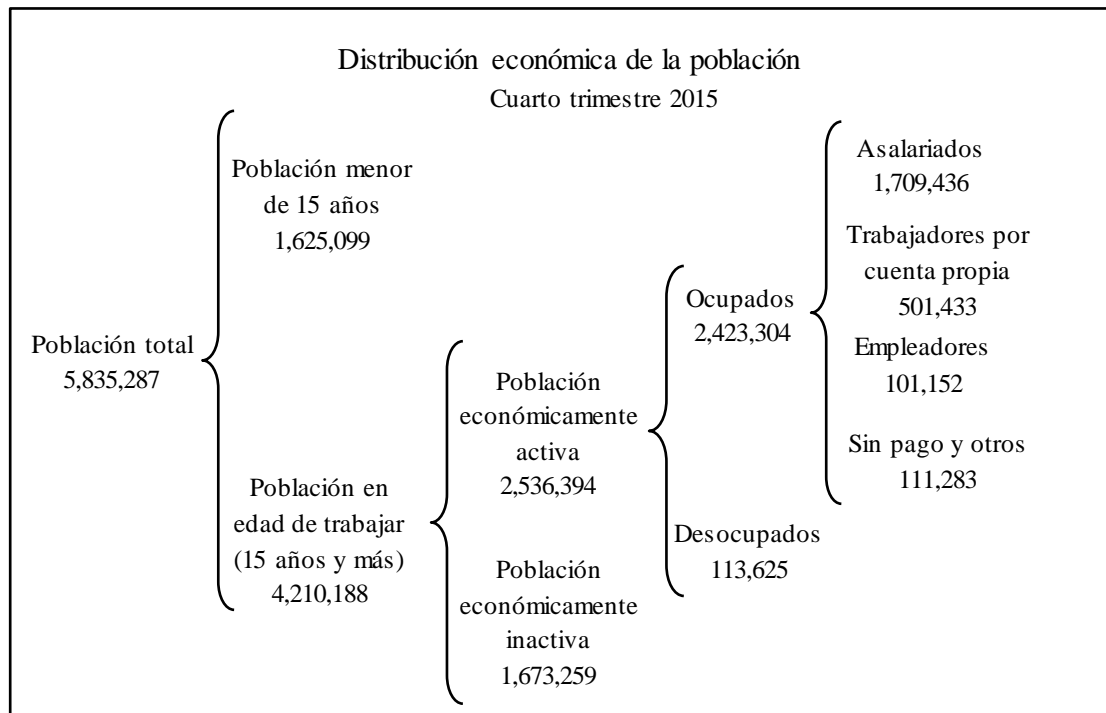 Distribución económica de la población
Cuarto trimestre 2015
Población total
5,835,287
Población menor
de 15 años
1,625,099
Población en
edad de trabajar
(15 años y más)
4,210,188
Población
económicamente
activa
2,536,394
Población
económicamente
inactiva
1,673,259
Ocupados
2,423,304
Desocupados
113,625
Asalariados
1,709,436
Trabajadores por
cuenta propia
501,433
Empleadores
101,152
Sin pago y otros
111,283